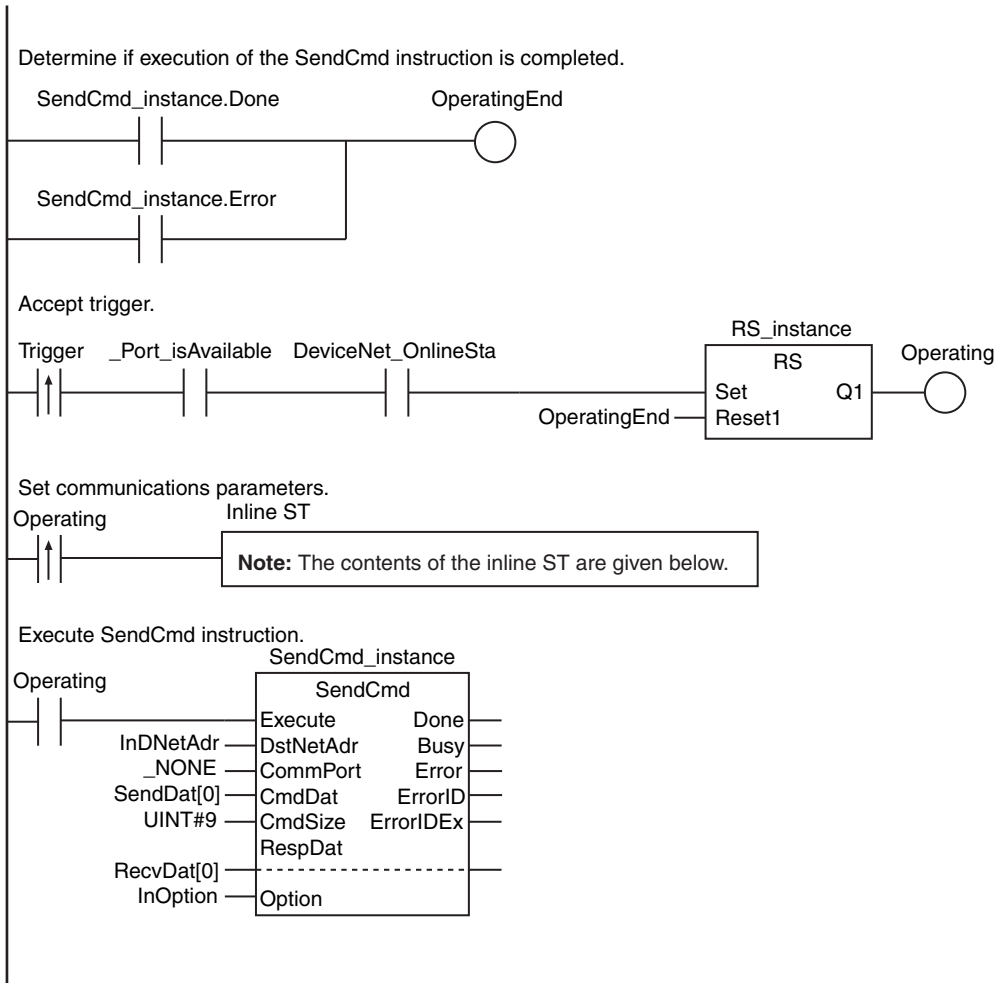 Determine if execution of the SendCmd instruction is completed.
SendCmd_instance.Done OperatingEnd
SendCmd_instance.Error
Accept trigger.
RS_instance
Trigger _Port_isAvailable DeviceNet_OnlineSta RS Operating
Set Q1
OperatingEnd Reset1
Set communications parameters.
Operating Inline ST
Note: The contents of the inline ST are given below.
Execute SendCmd instruction.
SendCmd_instance
Operating SendCmd
Execute Done
InDNetAdr DstNetAdr Busy
_NONE CommPort Error
SendDat[0] CmdDat ErrorID
UINT#9 CmdSize ErrorIDEx
RespDat
RecvDat[0]
InOption Option